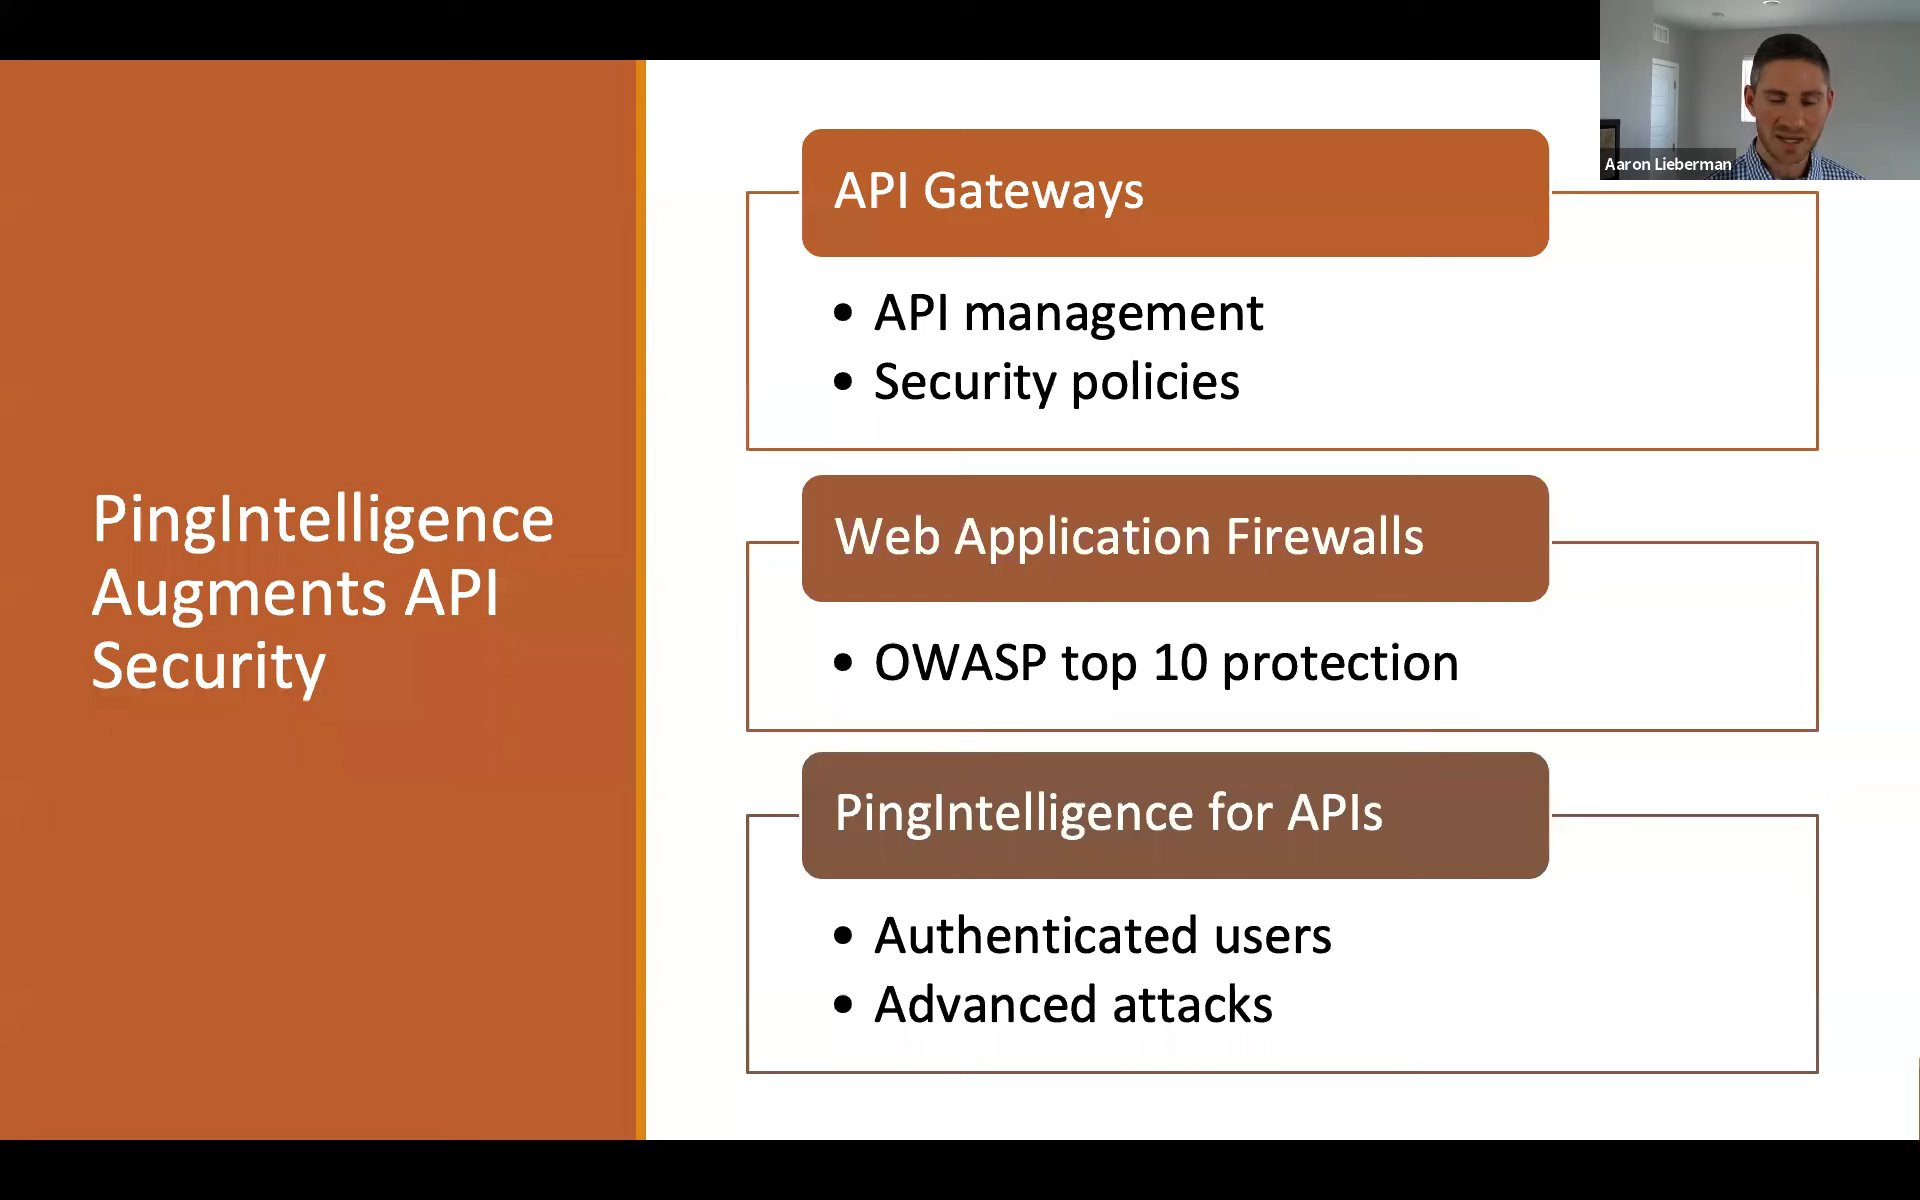 PingIntelligence
Augments API
Security
API Gateways
• API management
• Security policies
Web Application Firewalls
• OWASP top 10 protection
PingIntelligence for APIs
• Authenticated users
• Advanced attacks
Aaron Lieberman